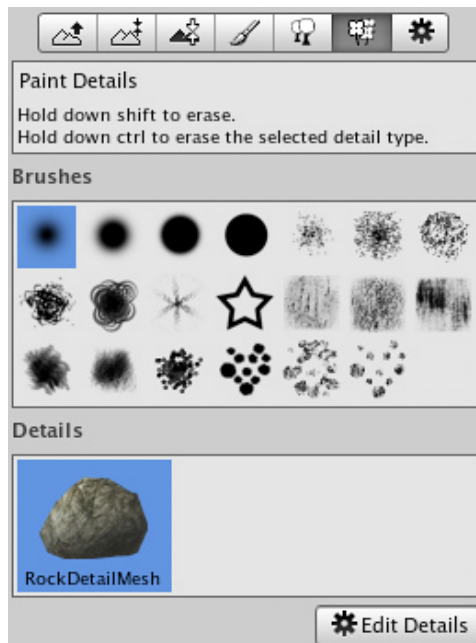 Paint Details
Hold down shift to erase.
Hold down ctrl to erase the selected detail type.
Brushes
Details
RockDetailMesh
Edit Details